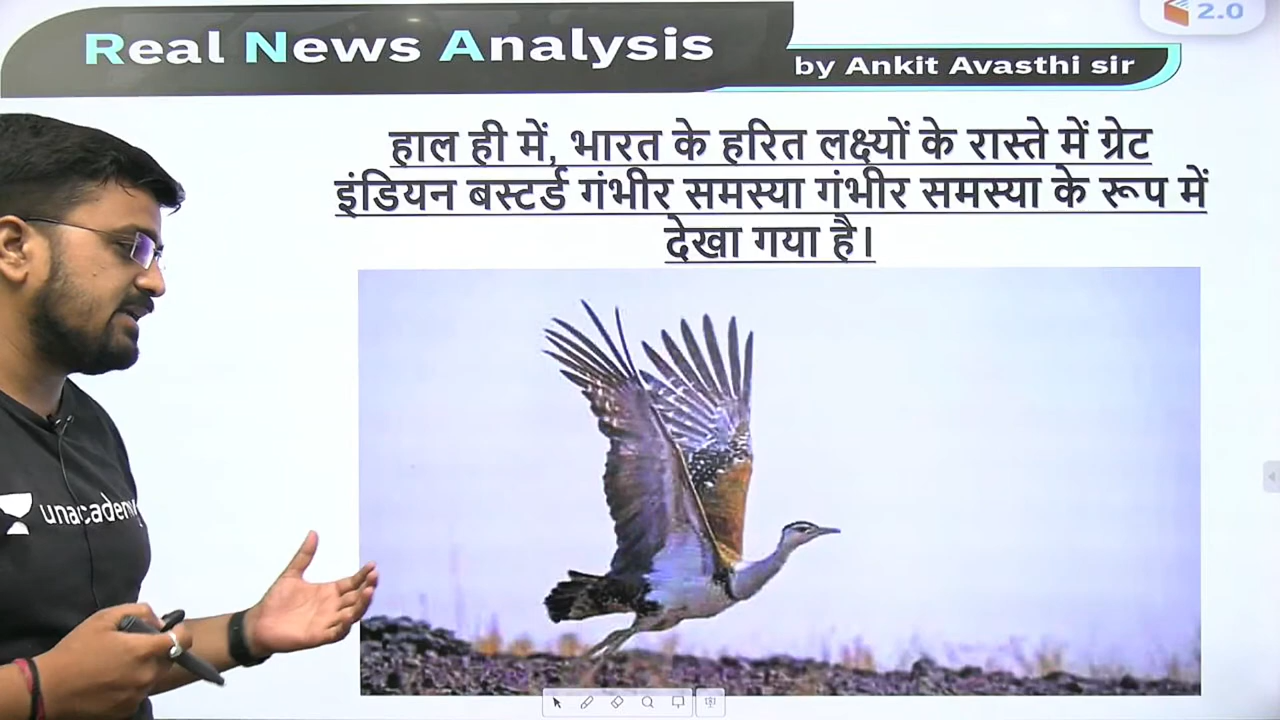 Real News Analysis
by Ankit Avasthi sir
2.0
हाल ही में, भारत के हरित लक्ष्यों के रास्ते में ग्रेट
इंडियन बस्टर्ड गंभीर समस्या गंभीर समस्या के रूप में
देखा गया है।
unacademy